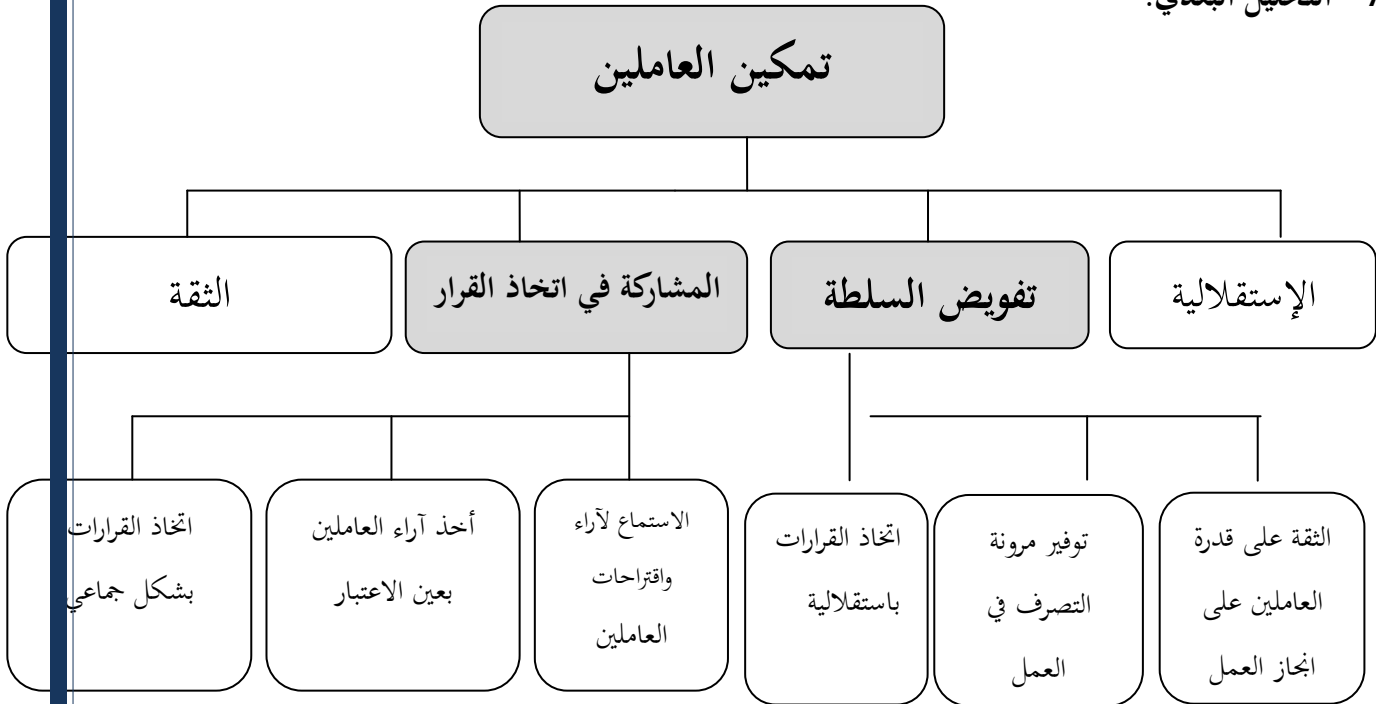 تمكين العاملين
الإستقلالية
تفويض السلطة
المشاركة في اتخاذ القرار
الثقة
الثقة على قدرة
العاملين على
انجاز العمل
توفير مرونة
التصرف في
العمل
اتخاذ القرارات
باستقلالية
الاستماع لآراء
واقتراحات
العاملين
أخذ آراء العاملين
بعين الاعتبار
اتخاذ القرارات
بشكل جماعي